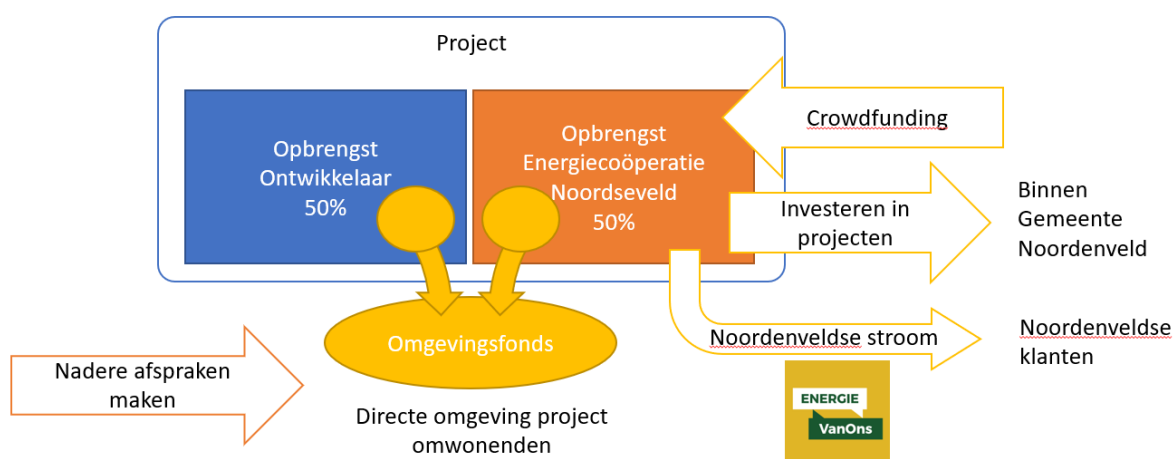 Project
Opbrengst
Ontwikkelaar
50%
Opbrengst
Energiecoöperatie
Noordseveld
50%
Crowdfunding
Investeren in
projecten
Binnen
Gemeente
Noordenveld
Omgevingsfonds
Noordenveldse stroom
Noordenveldse
klanten
Nadere afspraken
maken
Directe omgeving project
omwonenden
ENERGIE
VanOns